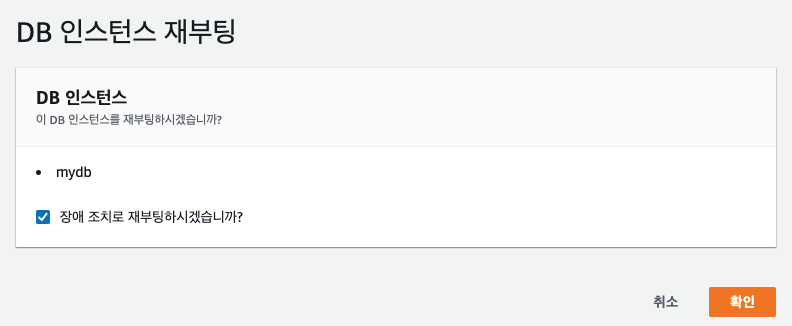 DB 인스턴스 재부팅
DB 인스턴스
이 DB 인스턴스를 재부팅하시겠습니까?
mydb
장애 조치로 재부팅하시겠습니까?
취소
확인